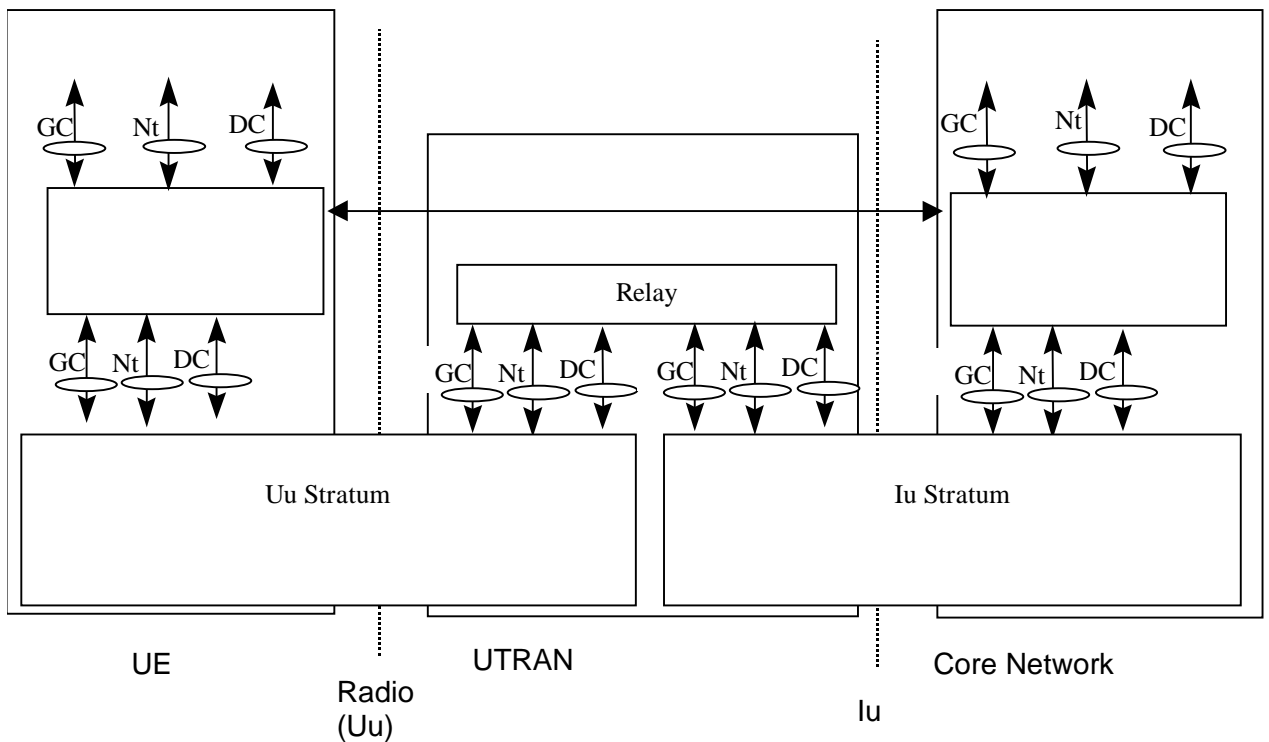 GC Nt DC
GC Nt DC
Relay
GC Nt DC
GC Nt DC
GC Nt DC
GC Nt DC
Uu Stratum
Iu Stratum
UE
UTRAN
Core Network
Radio
(Uu)
Iu